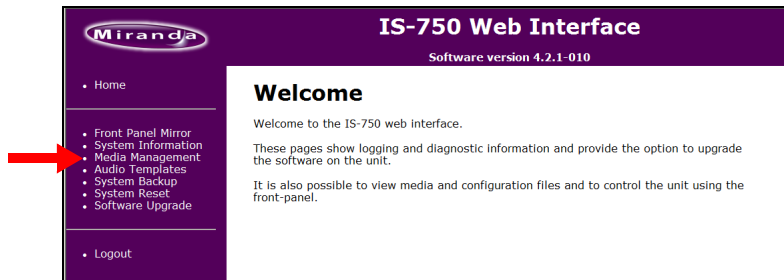 Miranda
IS-750 Web Interface
Software version 4.2.1-010
Home
Front Panel Mirror
System Information
Media Management
Audio Templates
System Backup
System Reset
Software Upgrade
Logout
Welcome
Welcome to the IS-750 web interface.
These pages show logging and diagnostic information and provide the option to upgrade
the software on the unit.
It is also possible to view media and configuration files and to control the unit using the
front-panel.